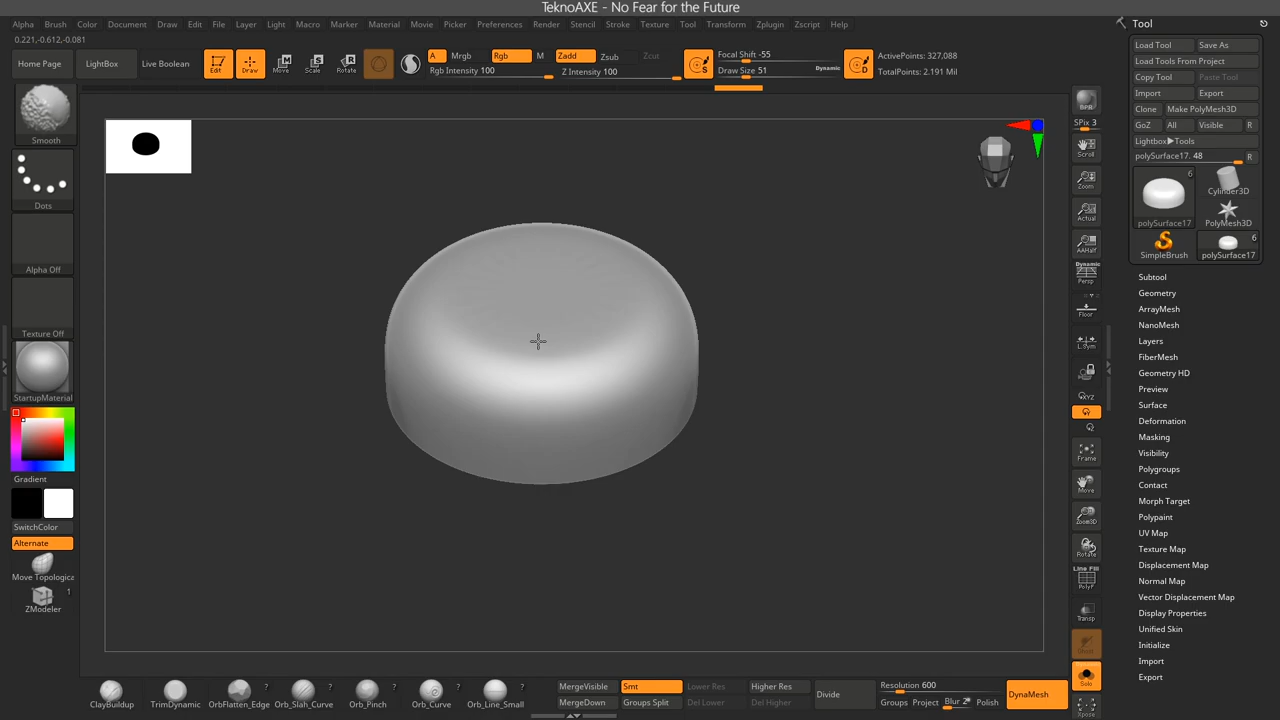 TeknoAXE - No Fear for the Future
Alpha Brush Color Document Draw Edit File Layer Light Macro Marker Material Movie Picker Preferences Render Stencil Stroke Texture Tool Transform Zplugin Zscript Help
Tool
0.221,-0.612,-0.081
Home Page
LightBox
Live Boolean
Edit
Draw
Move
Scale
Rotate
A
Mrgb
Rgb
M
Zadd
Zsub
Zcut
Rgb Intensity 100
Z Intensity 100
S
Focal Shift -55
Draw Size 51
Dynamic
D
ActivePoints: 327,088
TotalPoints: 2.191 Mil
Smooth
Dots
Alpha Off
Texture Off
StartupMaterial
Gradient
SwitchColor
Alternate
Move Topologica
1
ZModeler
BPR
SPix 3
Scroll
Zoom
Actual
AAHalf
Dynamic
Persp
Floor
L.Sym
XYZ
Frame
Move
Zoom3D
Rotate
Line Fill
PolyF
Transp
Solo
Xpose
Load Tool
Save As
Load Tools From Project
Copy Tool
Paste Tool
Import
Export
Clone
Make PolyMesh3D
GoZ
All
Visible
R
Lightbox▶Tools
polySurface17. 48
R
6
polySurface17
Cylinder3D
PolyMesh3D
SimpleBrush
6
polySurface17
Subtool
Geometry
ArrayMesh
NanoMesh
Layers
FiberMesh
Geometry HD
Preview
Surface
Deformation
Masking
Visibility
Polygroups
Contact
Morph Target
Polypaint
UV Map
Texture Map
Displacement Map
Normal Map
Vector Displacement Map
Display Properties
Unified Skin
Initialize
Import
Export
ClayBuildup
TrimDynamic
?
OrbFlatten_Edge
?
Orb_Slah_Curve
Orb_Pinch
?
Orb_Curve
?
Orb_Line_Small
MergeVisible
MergeDown
Smt
Groups Split
Lower Res
Del Lower
Higher Res
Del Higher
Divide
Resolution 600
Groups
Project
Blur 2
Polish
DynaMesh